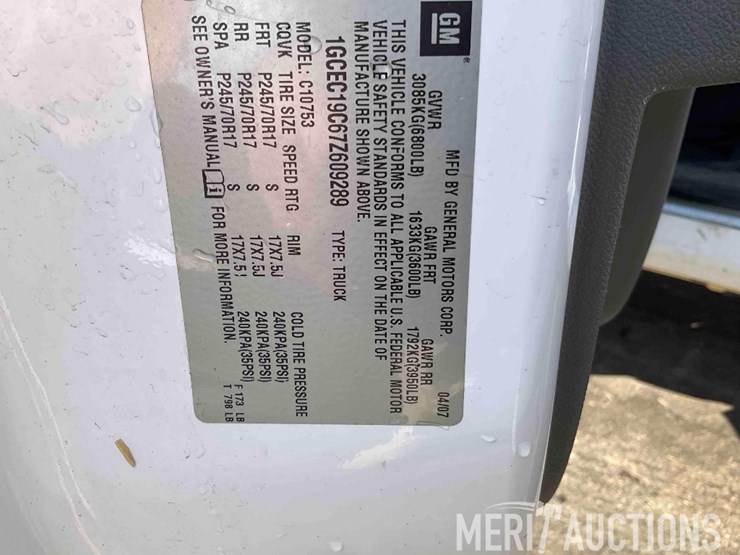 GM
MFD BY GENERAL MOTORS CORP. 04/07
GVWR GAWR FRT GAWR RR
3085KG(6800LB) 1633KG(3600LB) 1792KG(3950LB)
THIS VEHICLE CONFORMS TO ALL APPLICABLE U.S. FEDERAL MOTOR
VEHICLE SAFETY STANDARDS IN EFFECT ON THE DATE OF
MANUFACTURE SHOWN ABOVE.
1GCEC19C67Z609289 TYPE: TRUCK
MODEL: C10753
CQVK TIRE SIZE SPEED RTG RIM COLD TIRE PRESSURE
FRT P245/70R17 S 17X7.5J 240KPA(35PSI)
RR P245/70R17 S 17X7.5J 240KPA(35PSI)
SPA P245/70R17 S 17X7.5J 240KPA(35PSI)
SEE OWNER'S MANUAL i FOR MORE INFORMATION. F 173 LB
T 798 LB
MERIT AUCTIONS